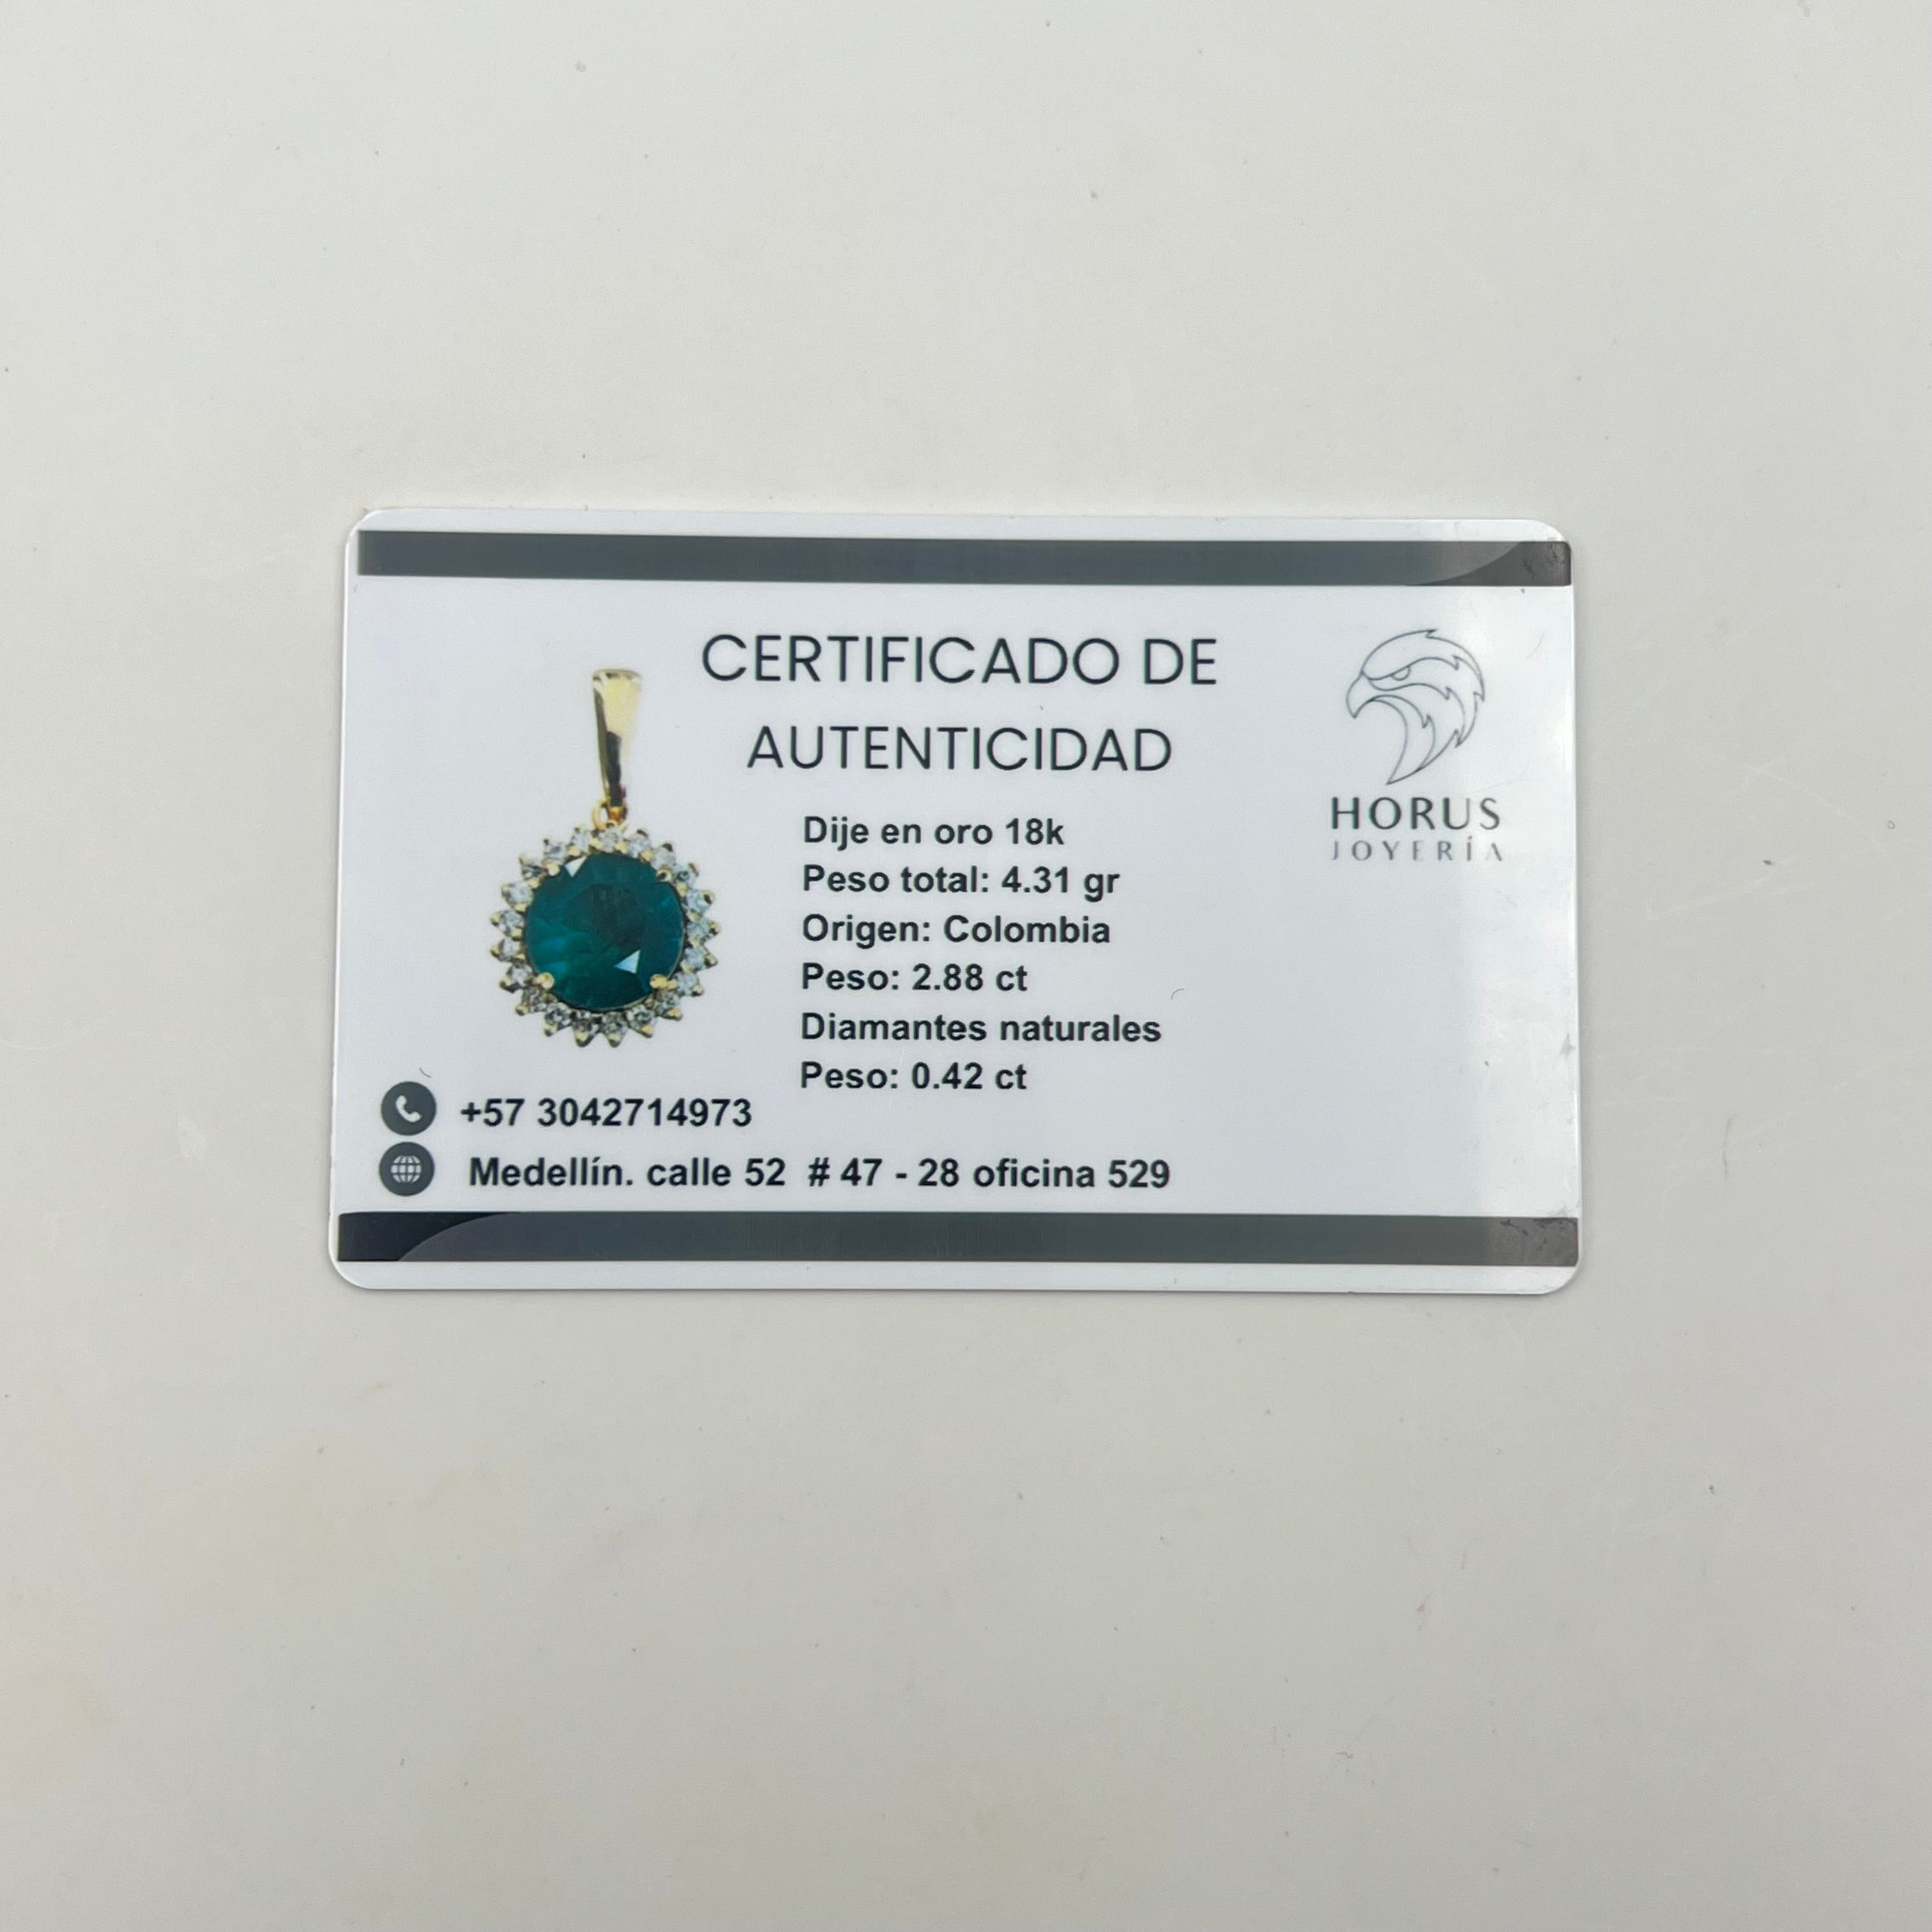 CERTIFICADO DE
AUTENTICIDAD
HORUS
JOYERÍA
Dije en oro 18k
Peso total: 4.31 gr
Origen: Colombia
Peso: 2.88 ct
Diamantes naturales
Peso: 0.42 ct
+57 3042714973
Medellín. calle 52 # 47 - 28 oficina 529